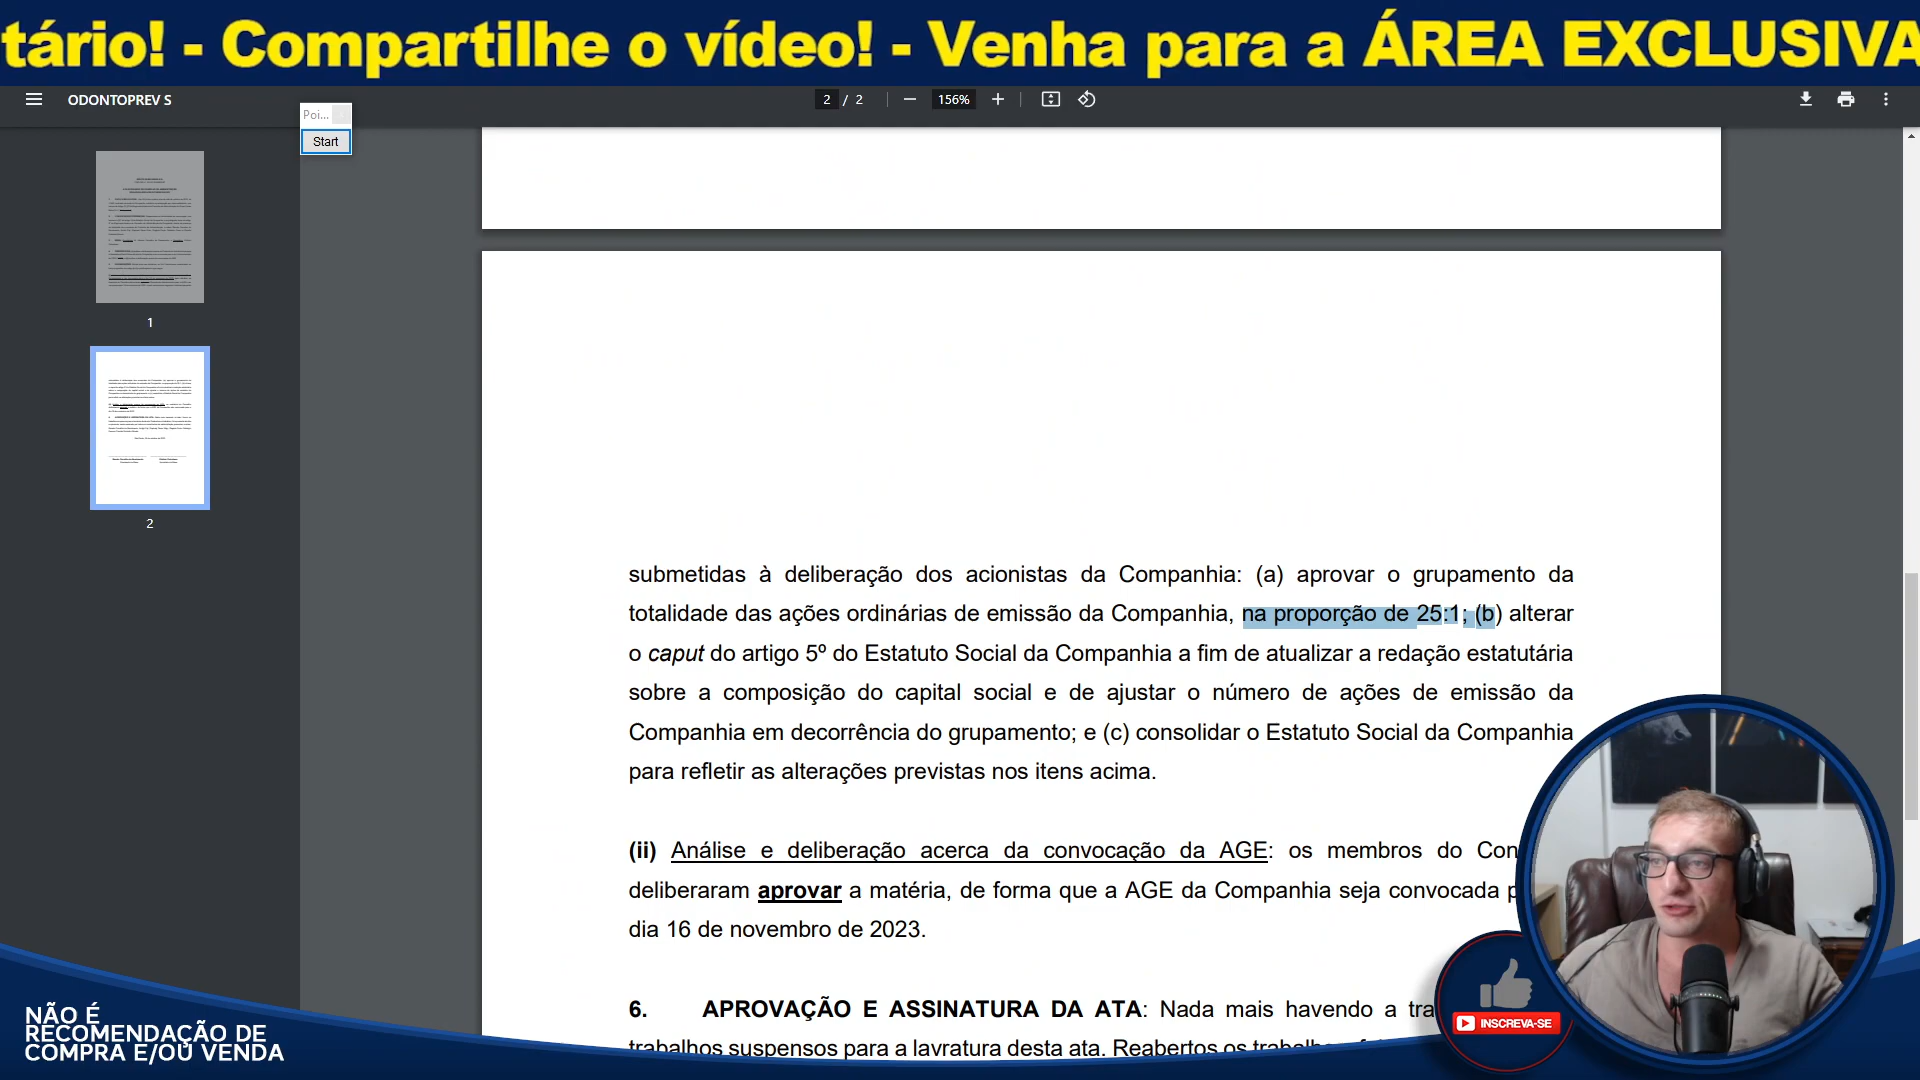 tário! - Compartilhe o vídeo! - Venha para a ÁREA EXCLUSIVA
ODONTOPREV S
2 / 2
156%
Poi...
Start
1
2
submetidas à deliberação dos acionistas da Companhia: (a) aprovar o grupamento da
totalidade das ações ordinárias de emissão da Companhia, na proporção de 25:1; (b) alterar
o caput do artigo 5º do Estatuto Social da Companhia a fim de atualizar a redação estatutária
sobre a composição do capital social e de ajustar o número de ações de emissão da
Companhia em decorrência do grupamento; e (c) consolidar o Estatuto Social da Companhia
para refletir as alterações previstas nos itens acima.
(ii) Análise e deliberação acerca da convocação da AGE: os membros do Con
deliberaram aprovar a matéria, de forma que a AGE da Companhia seja convocada p
dia 16 de novembro de 2023.
6. APROVAÇÃO E ASSINATURA DA ATA: Nada mais havendo a tra
trabalhos suspensos para a lavratura desta ata. Reabertos os
INSCREVA-SE
NÃO É
RECOMENDAÇÃO DE
COMPRA E/OU VENDA